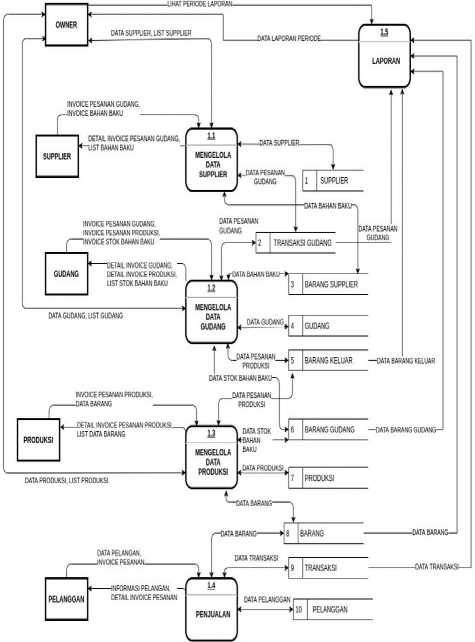 LIHAT PERIODE LAPORAN
OWNER
DATA SUPPLIER, LIST SUPPLIER
DATA LAPORAN PERIODE
1.5
LAPORAN
INVOICE PESANAN GUDANG,
INVOICE BAHAN BAKU
SUPPLIER
DETAIL INVOICE PESANAN GUDANG,
LIST BAHAN BAKU
1.1
MENGELOLA
DATA
SUPPLIER
DATA SUPPLIER
1 SUPPLIER
DATA PESANAN
GUDANG
DATA BAHAN BAKU
INVOICE PESANAN GUDANG,
INVOICE PESANAN PRODUKSI,
INVOICE STOK BAHAN BAKU
DATA PESANAN
GUDANG
2 TRANSAKSI GUDANG
DATA PESANAN
GUDANG
GUDANG
DETAIL INVOICE GUDANG,
DETAIL INVOICE PRODUKSI,
LIST STOK BAHAN BAKU
1.2
MENGELOLA
DATA
GUDANG
DATA BAHAN BAKU
3 BARANG SUPPLIER
DATA GUDANG, LIST GUDANG
DATA GUDANG
4 GUDANG
DATA PESANAN
PRODUKSI
5 BARANG KELUAR
DATA BARANG KELUAR
DATA STOK BAHAN BAKU
INVOICE PESANAN PRODUKSI,
DATA BARANG
DATA PESANAN
PRODUKSI
PRODUKSI
DETAIL INVOICE PESANAN PRODUKSI
LIST DATA BARANG
1.3
MENGELOLA
DATA
PRODUKSI
DATA STOK
BAHAN
BAKU
6 BARANG GUDANG
DATA BARANG GUDANG
DATA PRODUKSI, LIST PRODUKSI
DATA PRODUKSI
7 PRODUKSI
DATA BARANG
DATA BARANG
8 BARANG
DATA BARANG
DATA PELANGAN,
INVOICE PESANAN
DATA TRANSAKSI
9 TRANSAKSI
DATA TRANSAKSI
PELANGGAN
INFORMASI PELANGAN,
DETAIL INVOICE PESANAN
1.4
PENJUALAN
DATA PELANGGAN
10 PELANGGAN